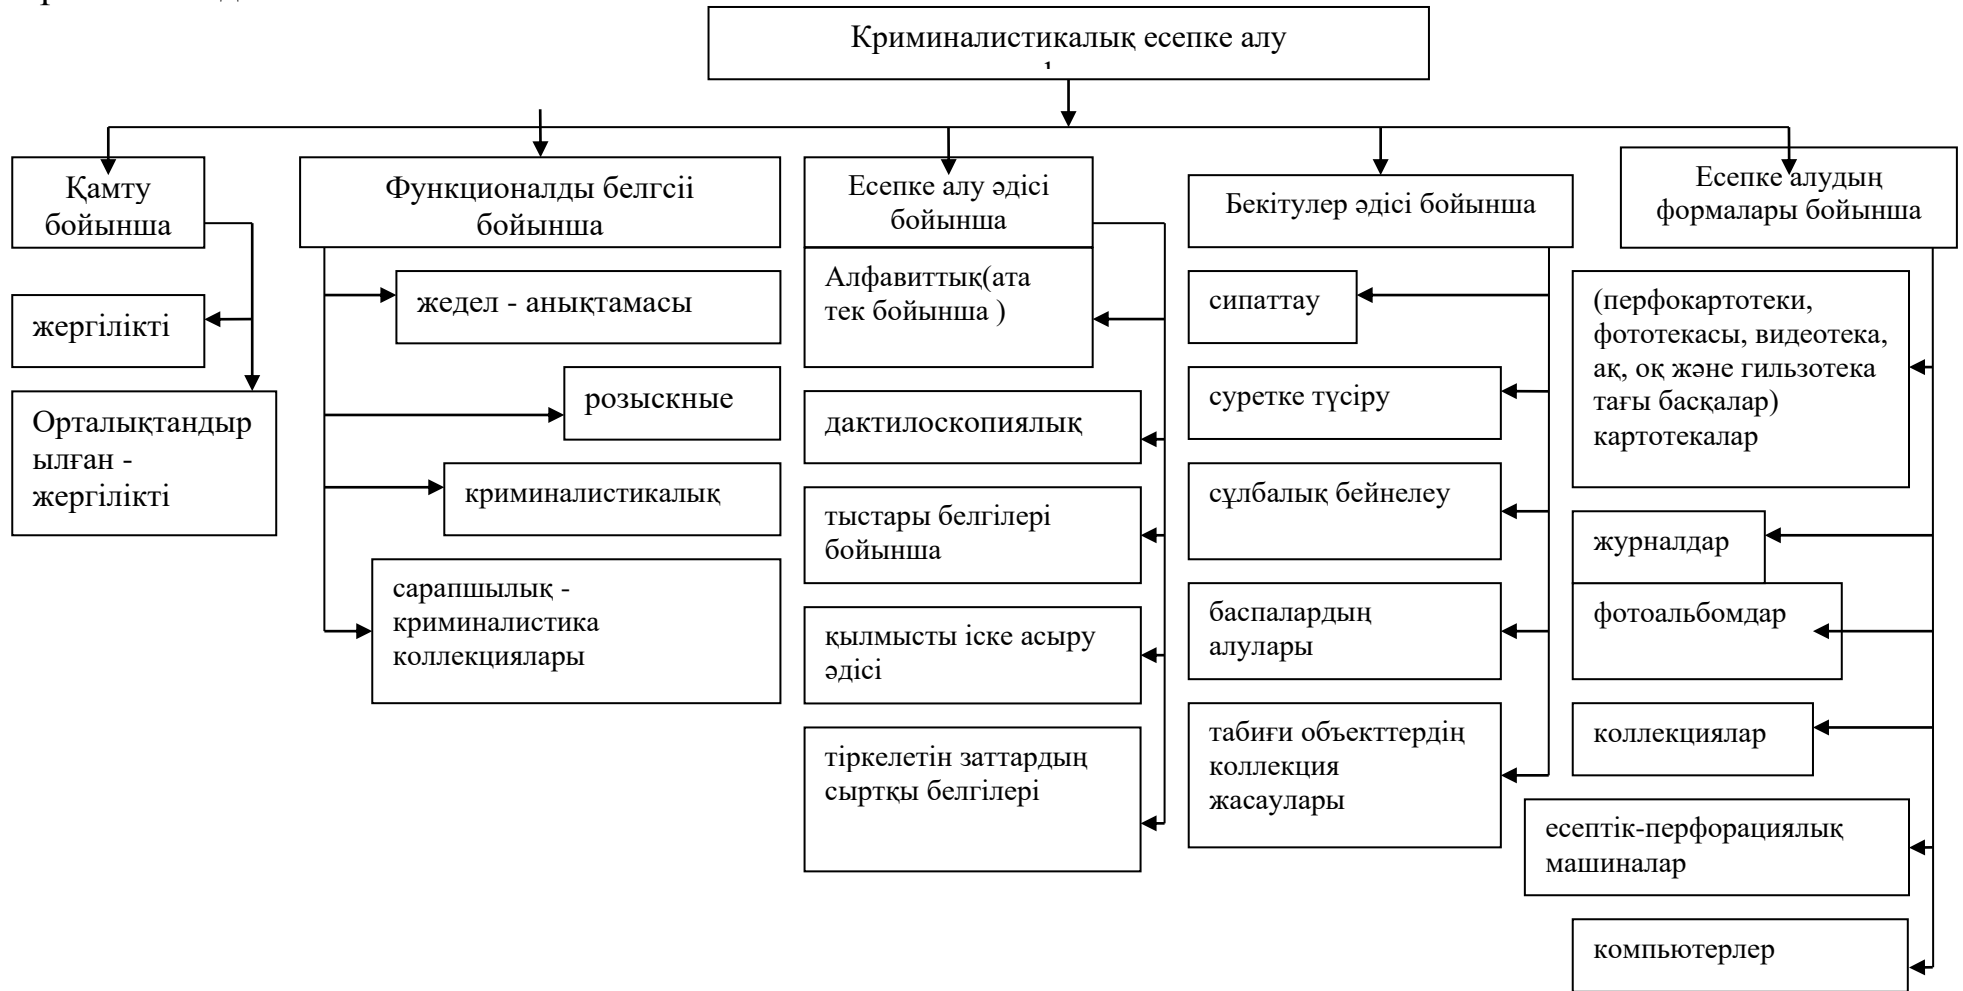 Криминалистикалық есепке алу
Қамту
бойынша
жергілікті
Орталықтандыр
ылған -
жергілікті
Функционалды белгсіі
бойынша
жедел - анықтамасы
розыскные
криминалистикалық
сарапшылық -
криминалистика
коллекциялары
Есепке алу әдісі
бойынша
Алфавиттық(ата
тек бойынша )
дактилоскопиялық
тыстары белгілері
бойынша
қылмысты іске асыру
әдісі
тіркелетін заттардың
сыртқы белгілері
Бекітулер әдісі бойынша
сипаттау
суретке түсіру
сұлбалық бейнелеу
баспалардың
алулары
табиғи объекттердің
коллекция
жасаулары
Есепке алудың
формалары бойынша
(перфокартотеки,
фототекасы, видеотека,
ақ, оқ және гильзотека
тағы басқалар)
картотекалар
журналдар
фотоальбомдар
коллекциялар
есептік-перфорациялық
машиналар
компьютерлер